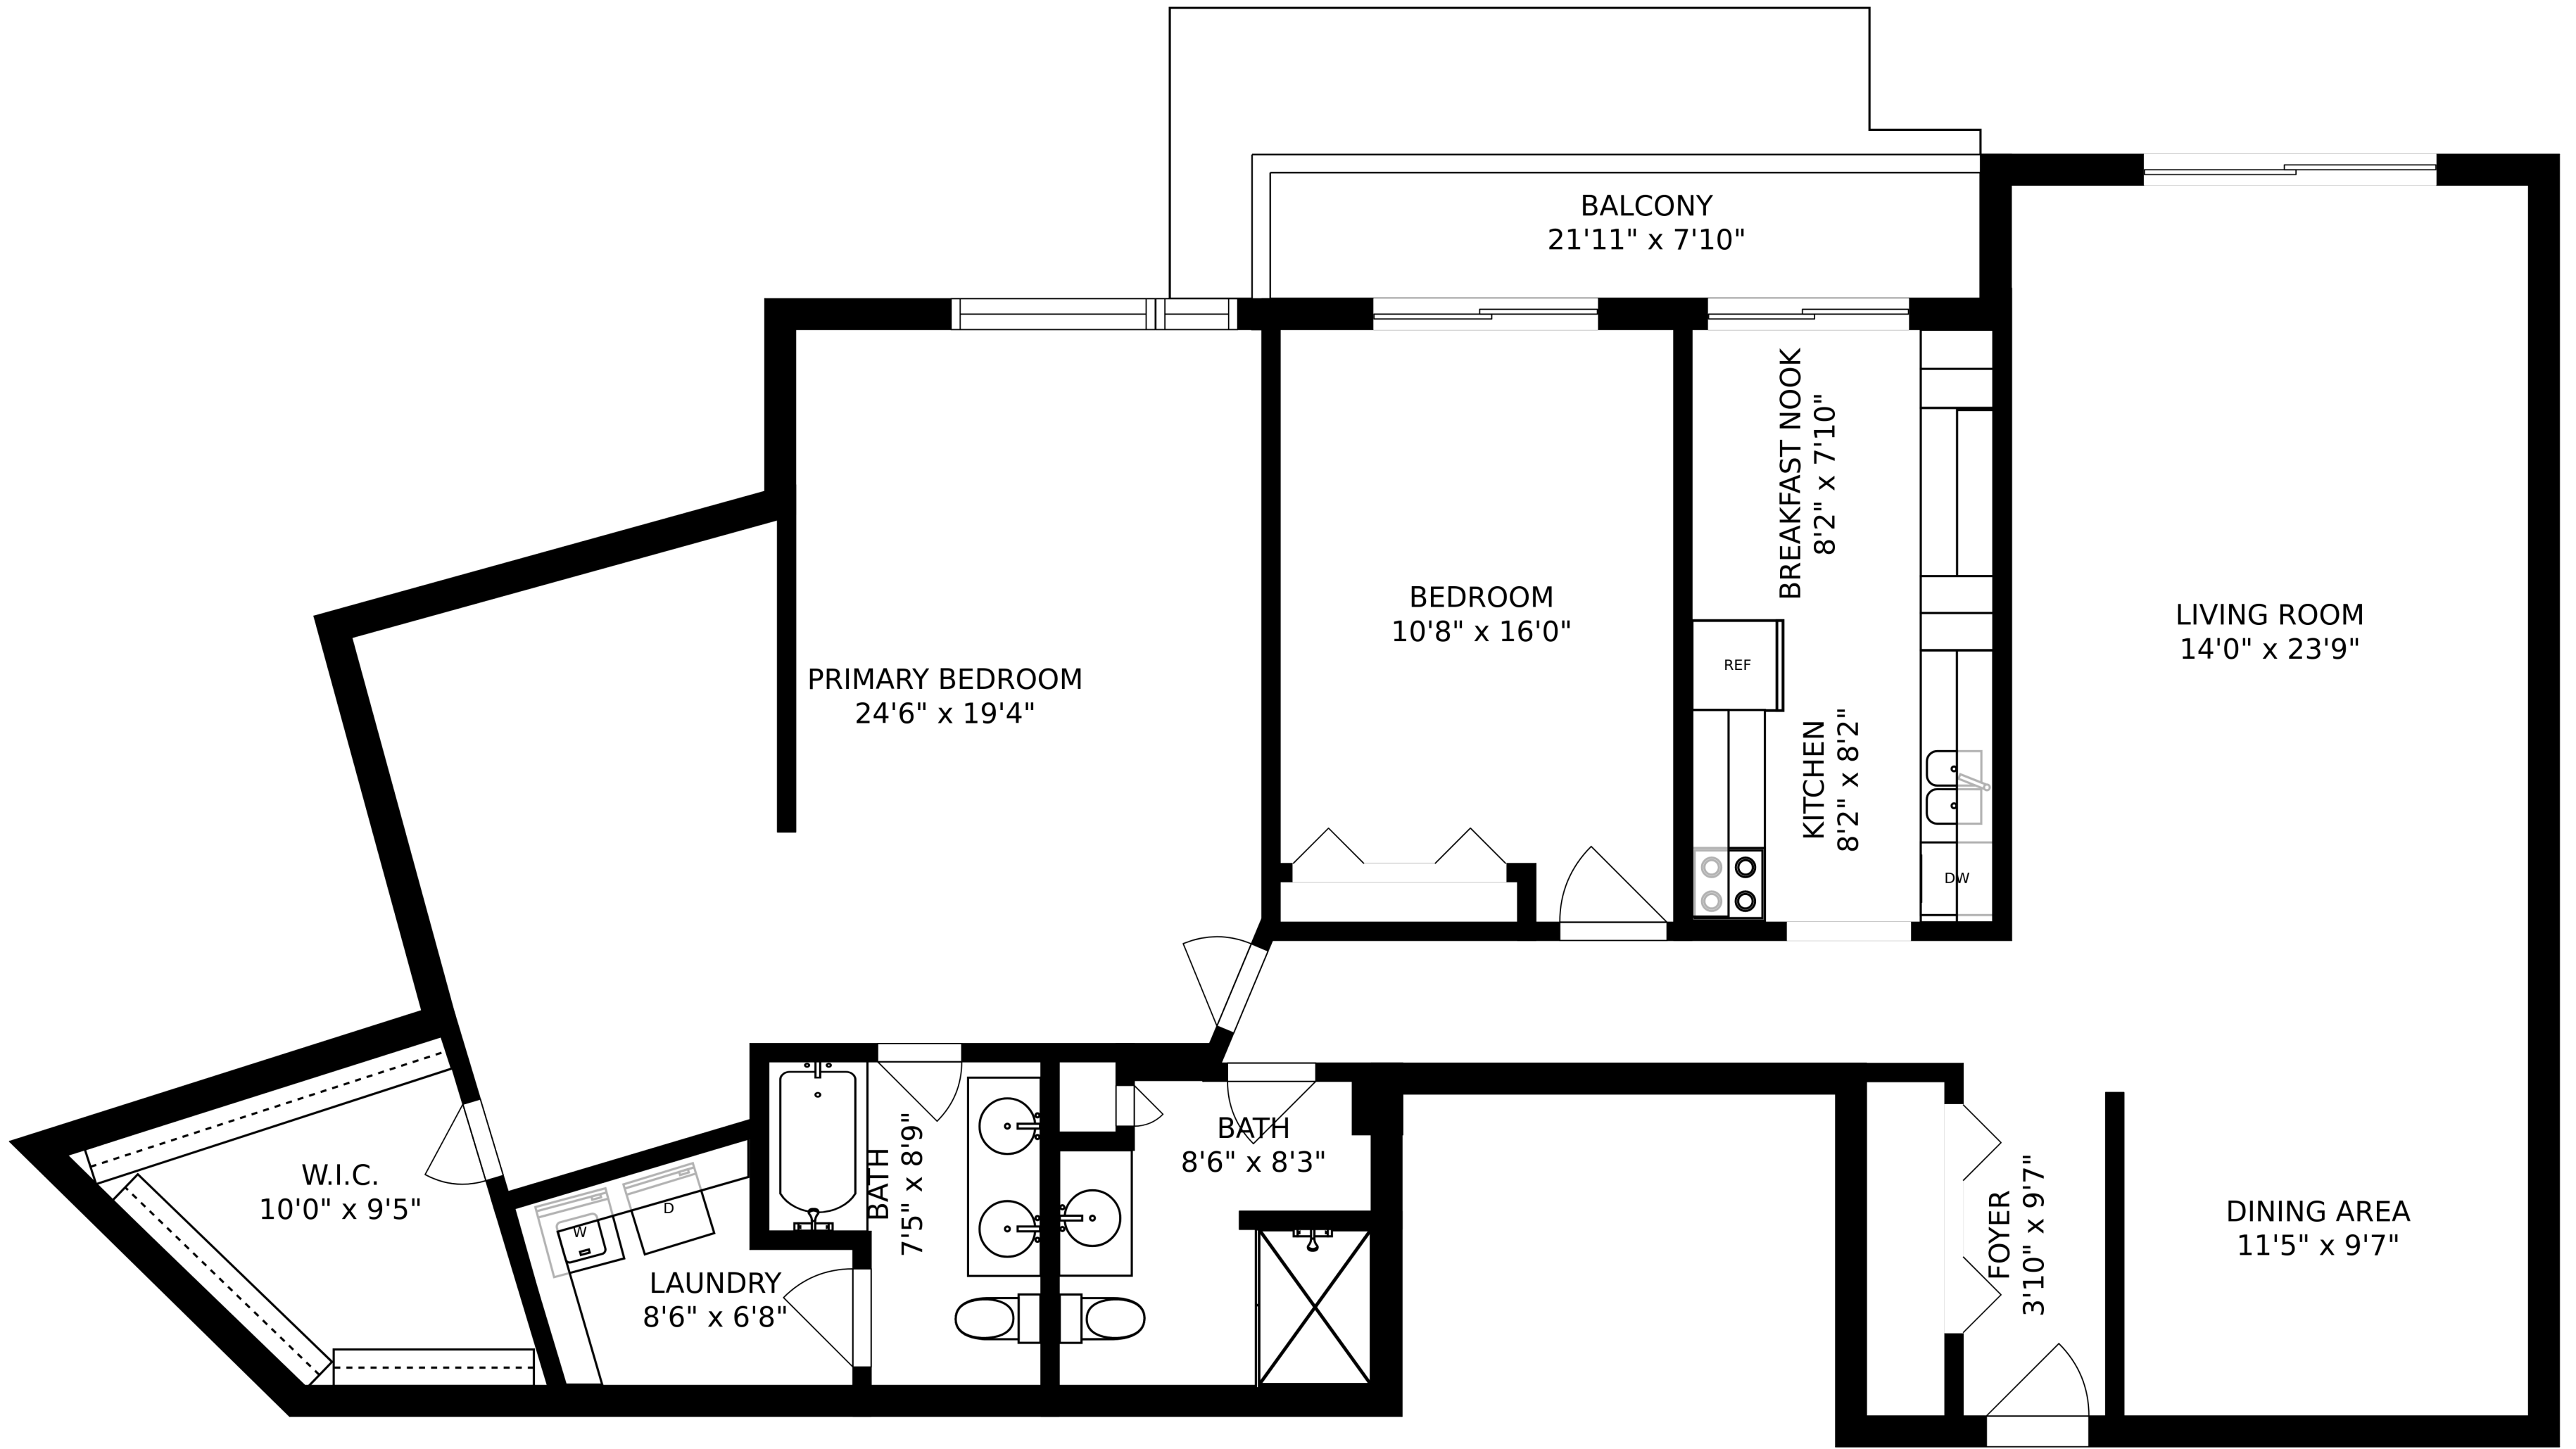 BALCONY
21'11" x 7'10"
BREAKFAST NOOK
8'2" x 7'10"
BEDROOM
10'8" x 16'0"
LIVING ROOM
14'0" x 23'9"
PRIMARY BEDROOM
24'6" x 19'4"
REF
KITCHEN
8'2" x 8'2"
DW
BATH
7'5" x 8'9"
BATH
8'6" x 8'3"
W.I.C.
10'0" x 9'5"
W
D
LAUNDRY
8'6" x 6'8"
FOYER
3'10" x 9'7"
DINING AREA
11'5" x 9'7"